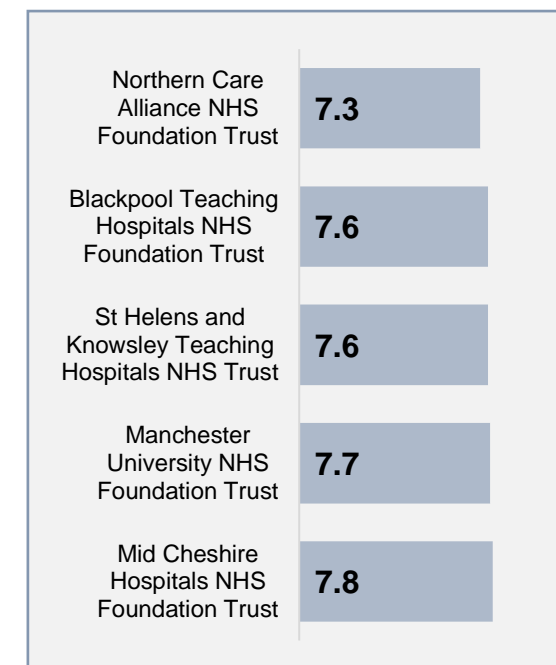 Northern Care
Alliance NHS
Foundation Trust
7.3
Blackpool Teaching
Hospitals NHS
Foundation Trust
7.6
St Helens and
Knowsley Teaching
Hospitals NHS Trust
7.6
Manchester
University NHS
Foundation Trust
7.7
Mid Cheshire
Hospitals NHS
Foundation Trust
7.8